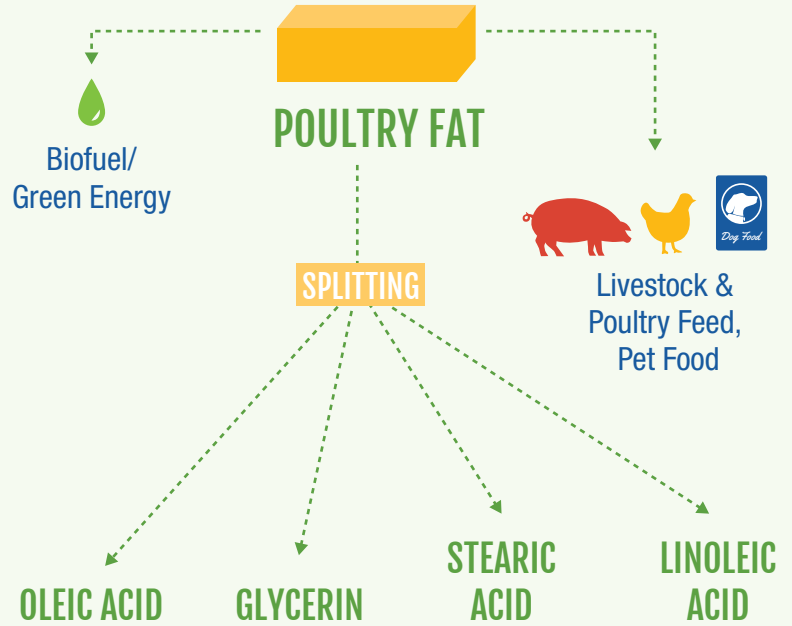 POULTRY FAT
Biofuel/
Green Energy
Dog Food
SPLITTING
Livestock &
Poultry Feed,
Pet Food
OLEIC ACID
GLYCERIN
STEARIC
ACID
LINOLEIC
ACID